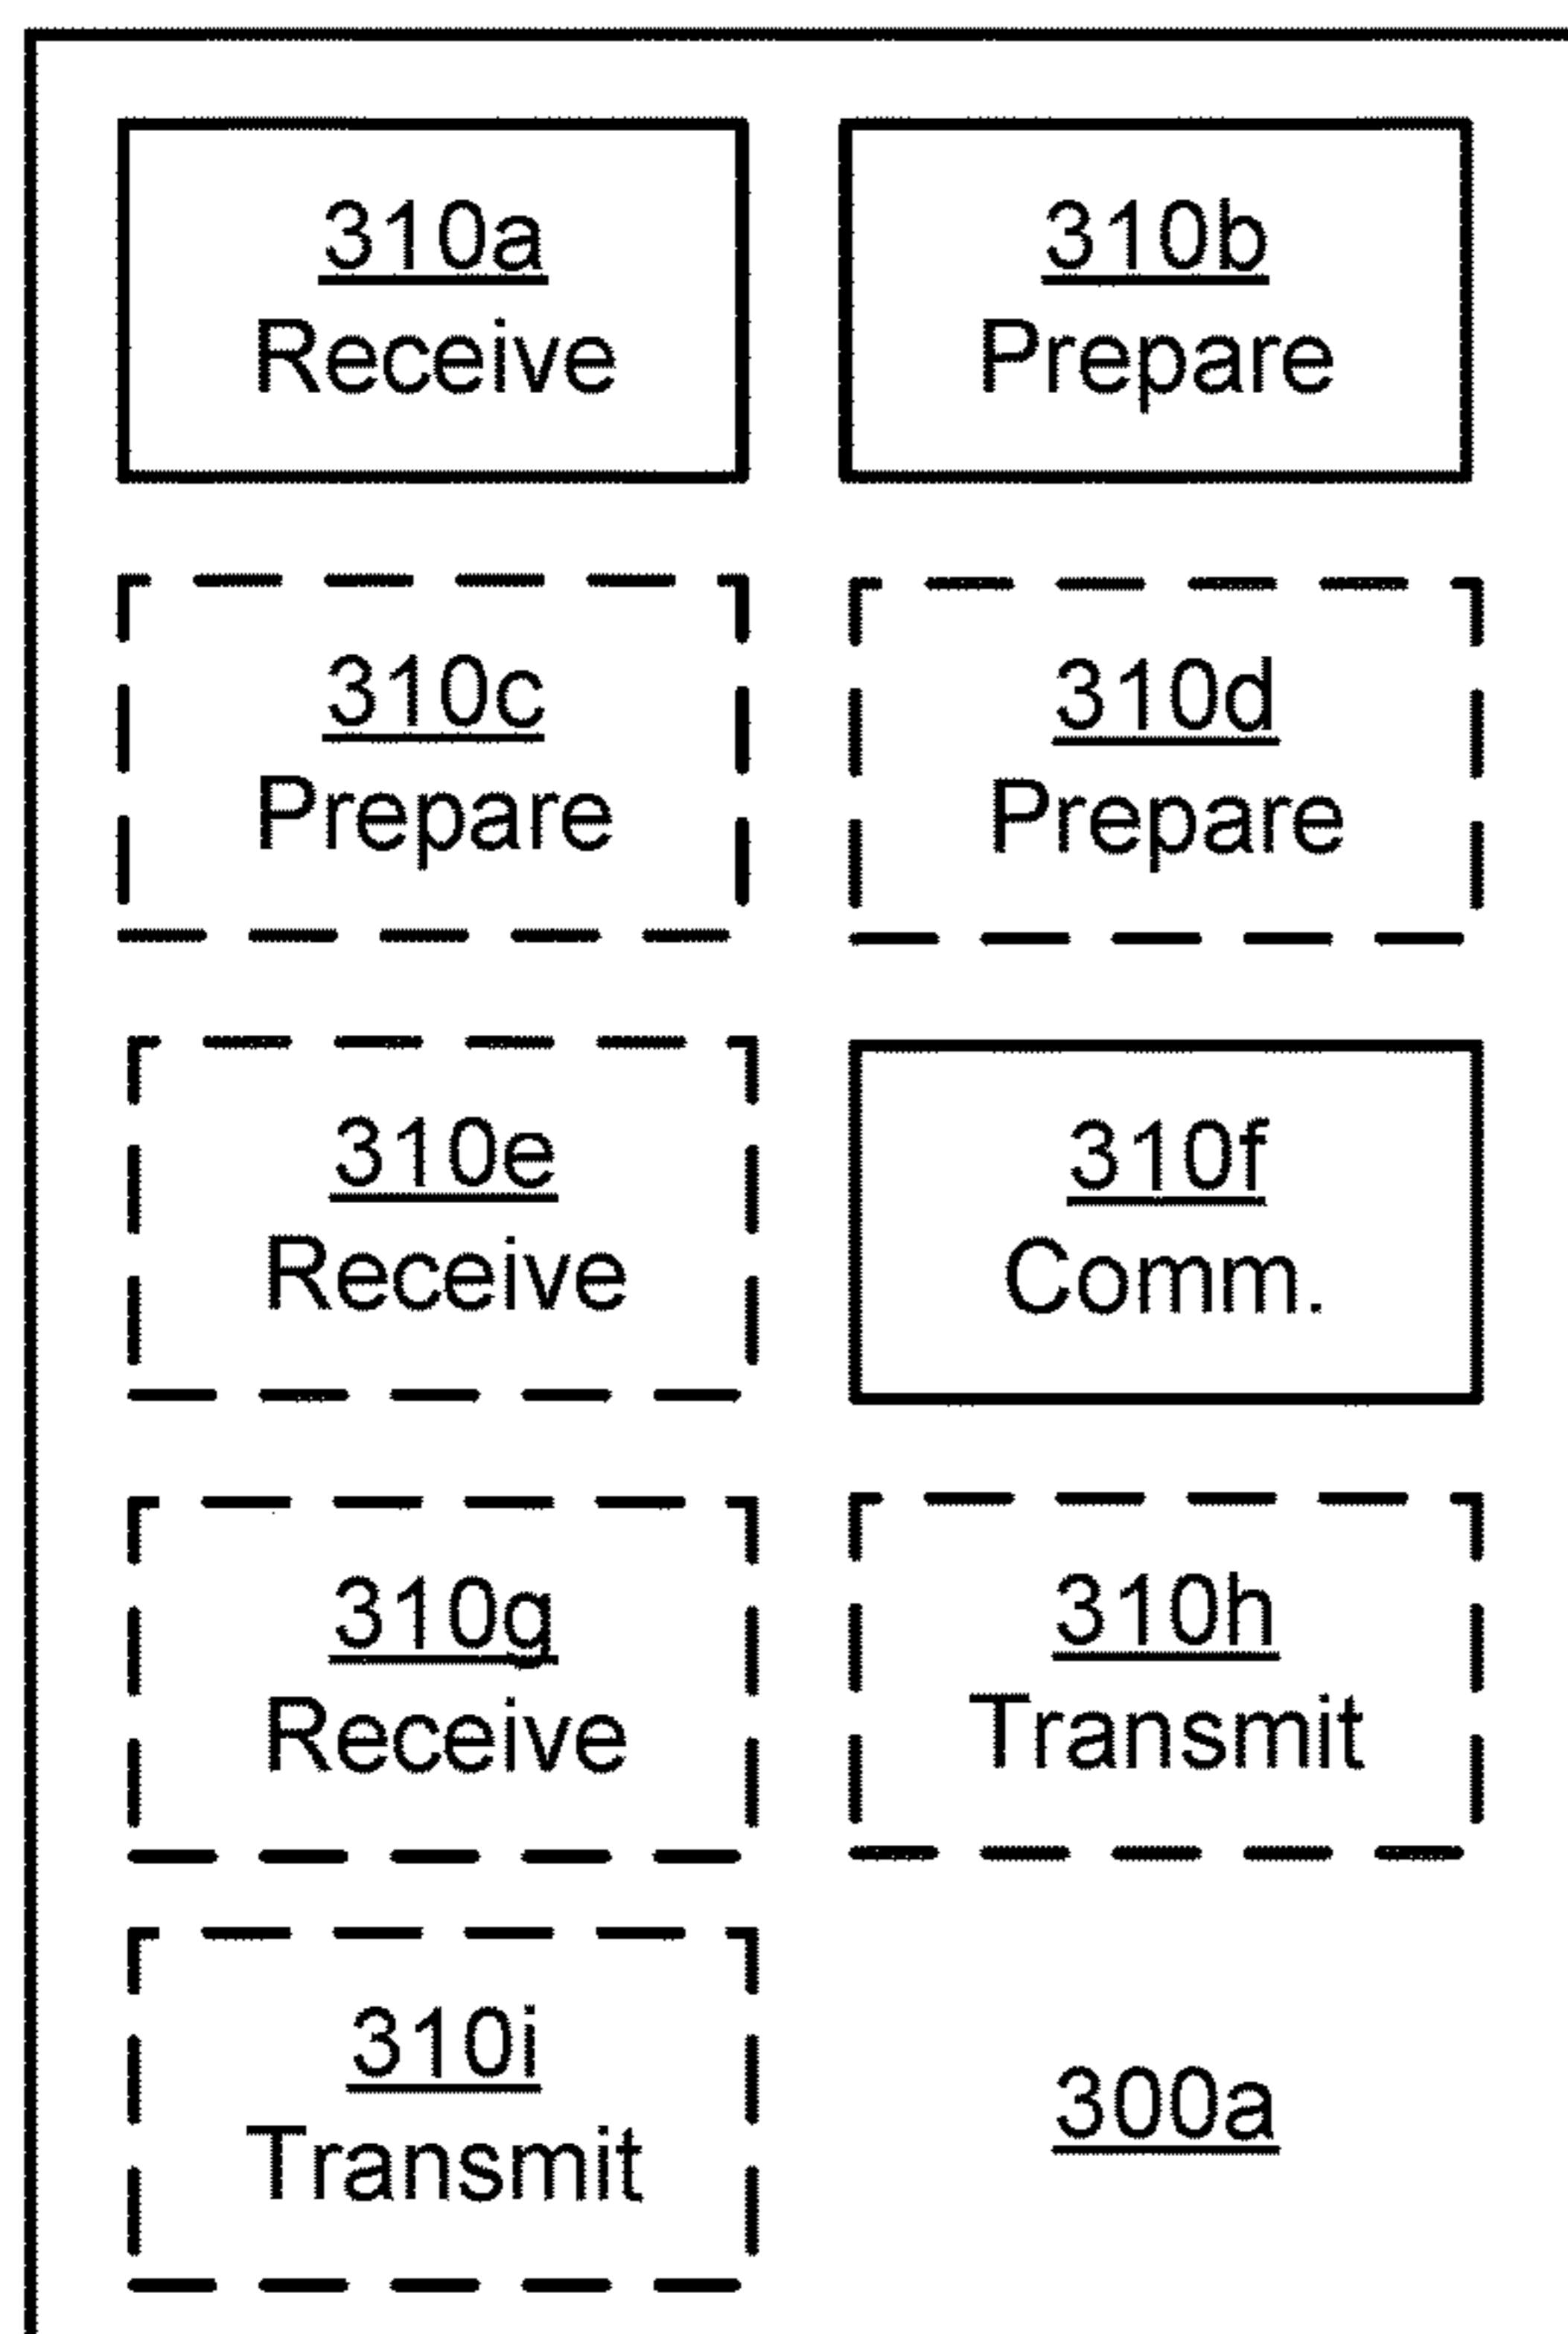 310a
Receive
310b
Prepare
310c
Prepare
310d
Prepare
310e
Receive
310f
Comm.
310g
Receive
310h
Transmit
310i
Transmit
300a